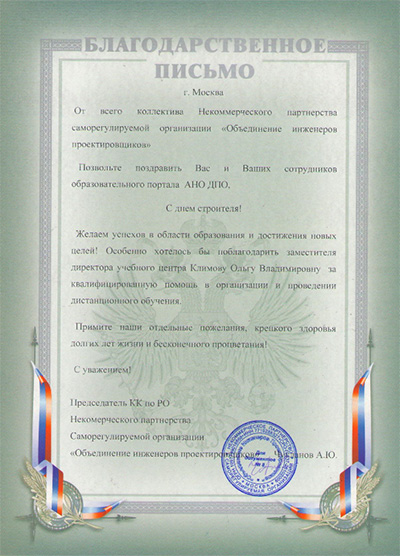 БЛАГОДАРСТВЕННОЕ
ПИСЬМО
г. Москва
От всего коллектива Некоммерческого партнерства
саморегулируемой организации «Объединение инженеров
проектировщиков»
Позвольте поздравить Вас и Ваших сотрудников
образовательного портала АНО ДПО,
С днем строителя!
Желаем успехов в области образования и достижения новых
целей! Особенно хотелось бы поблагодарить заместителя
директора учебного центра Климову Ольгу Владимировну за
квалифицированную помощь в организации и проведении
дистанционного обучения.
Примите наши отдельные пожелания, крепкого здоровья
долгих лет жизни и бесконечного процветания!
С уважением!
Председатель КК по РО
Некомерческого партнерства
Саморегулируемой организации
«Объединение инженеров проектировщиков» А.Ю.
Для
документов